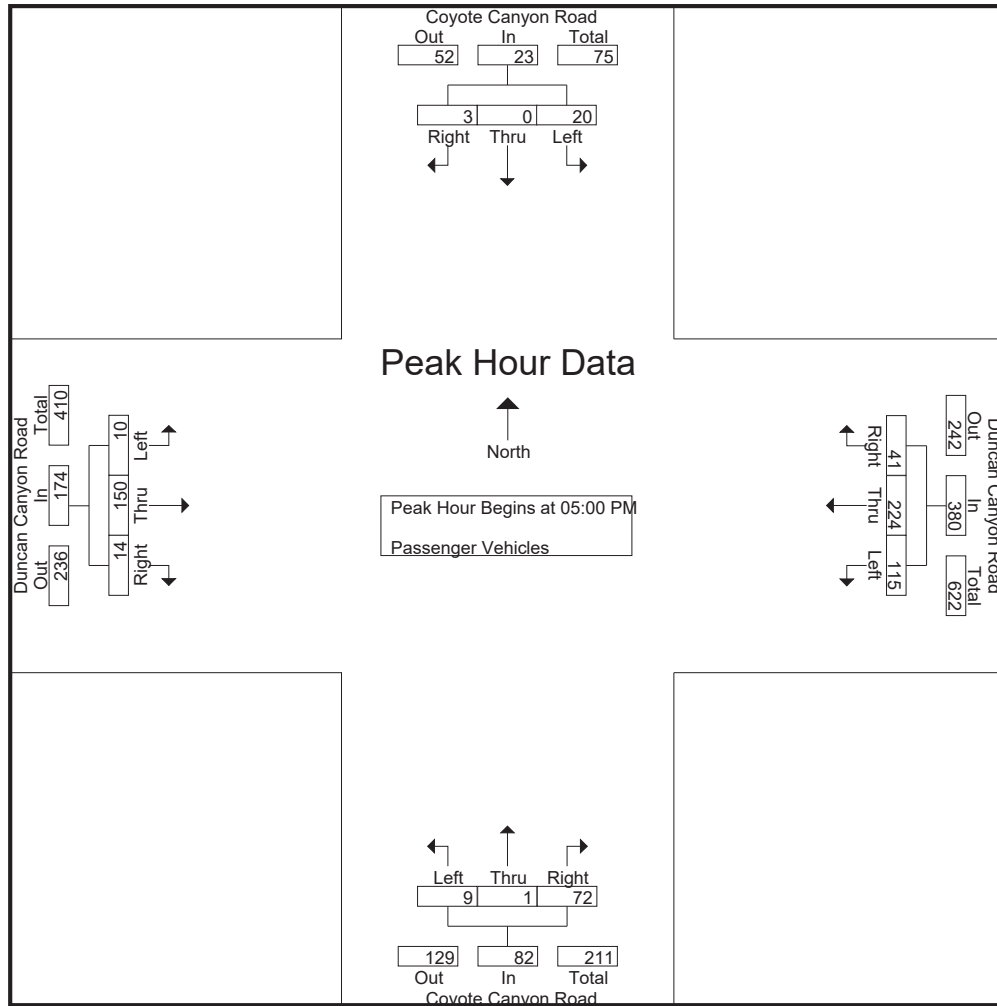 Coyote Canyon Road
Out In Total
52 23 75
3 0 20
Right Thru Left
Peak Hour Data
North
Peak Hour Begins at 05:00 PM
Passenger Vehicles
Duncan Canyon Road
Out In Total
236 174 410
14 150 10
Right Thru Left
Duncan Canyon Road
Out In Total
242 380 622
41 224 115
Right Thru Left
Left Thru Right
9 1 72
129 82 211
Out In Total
Coyote Canyon Road